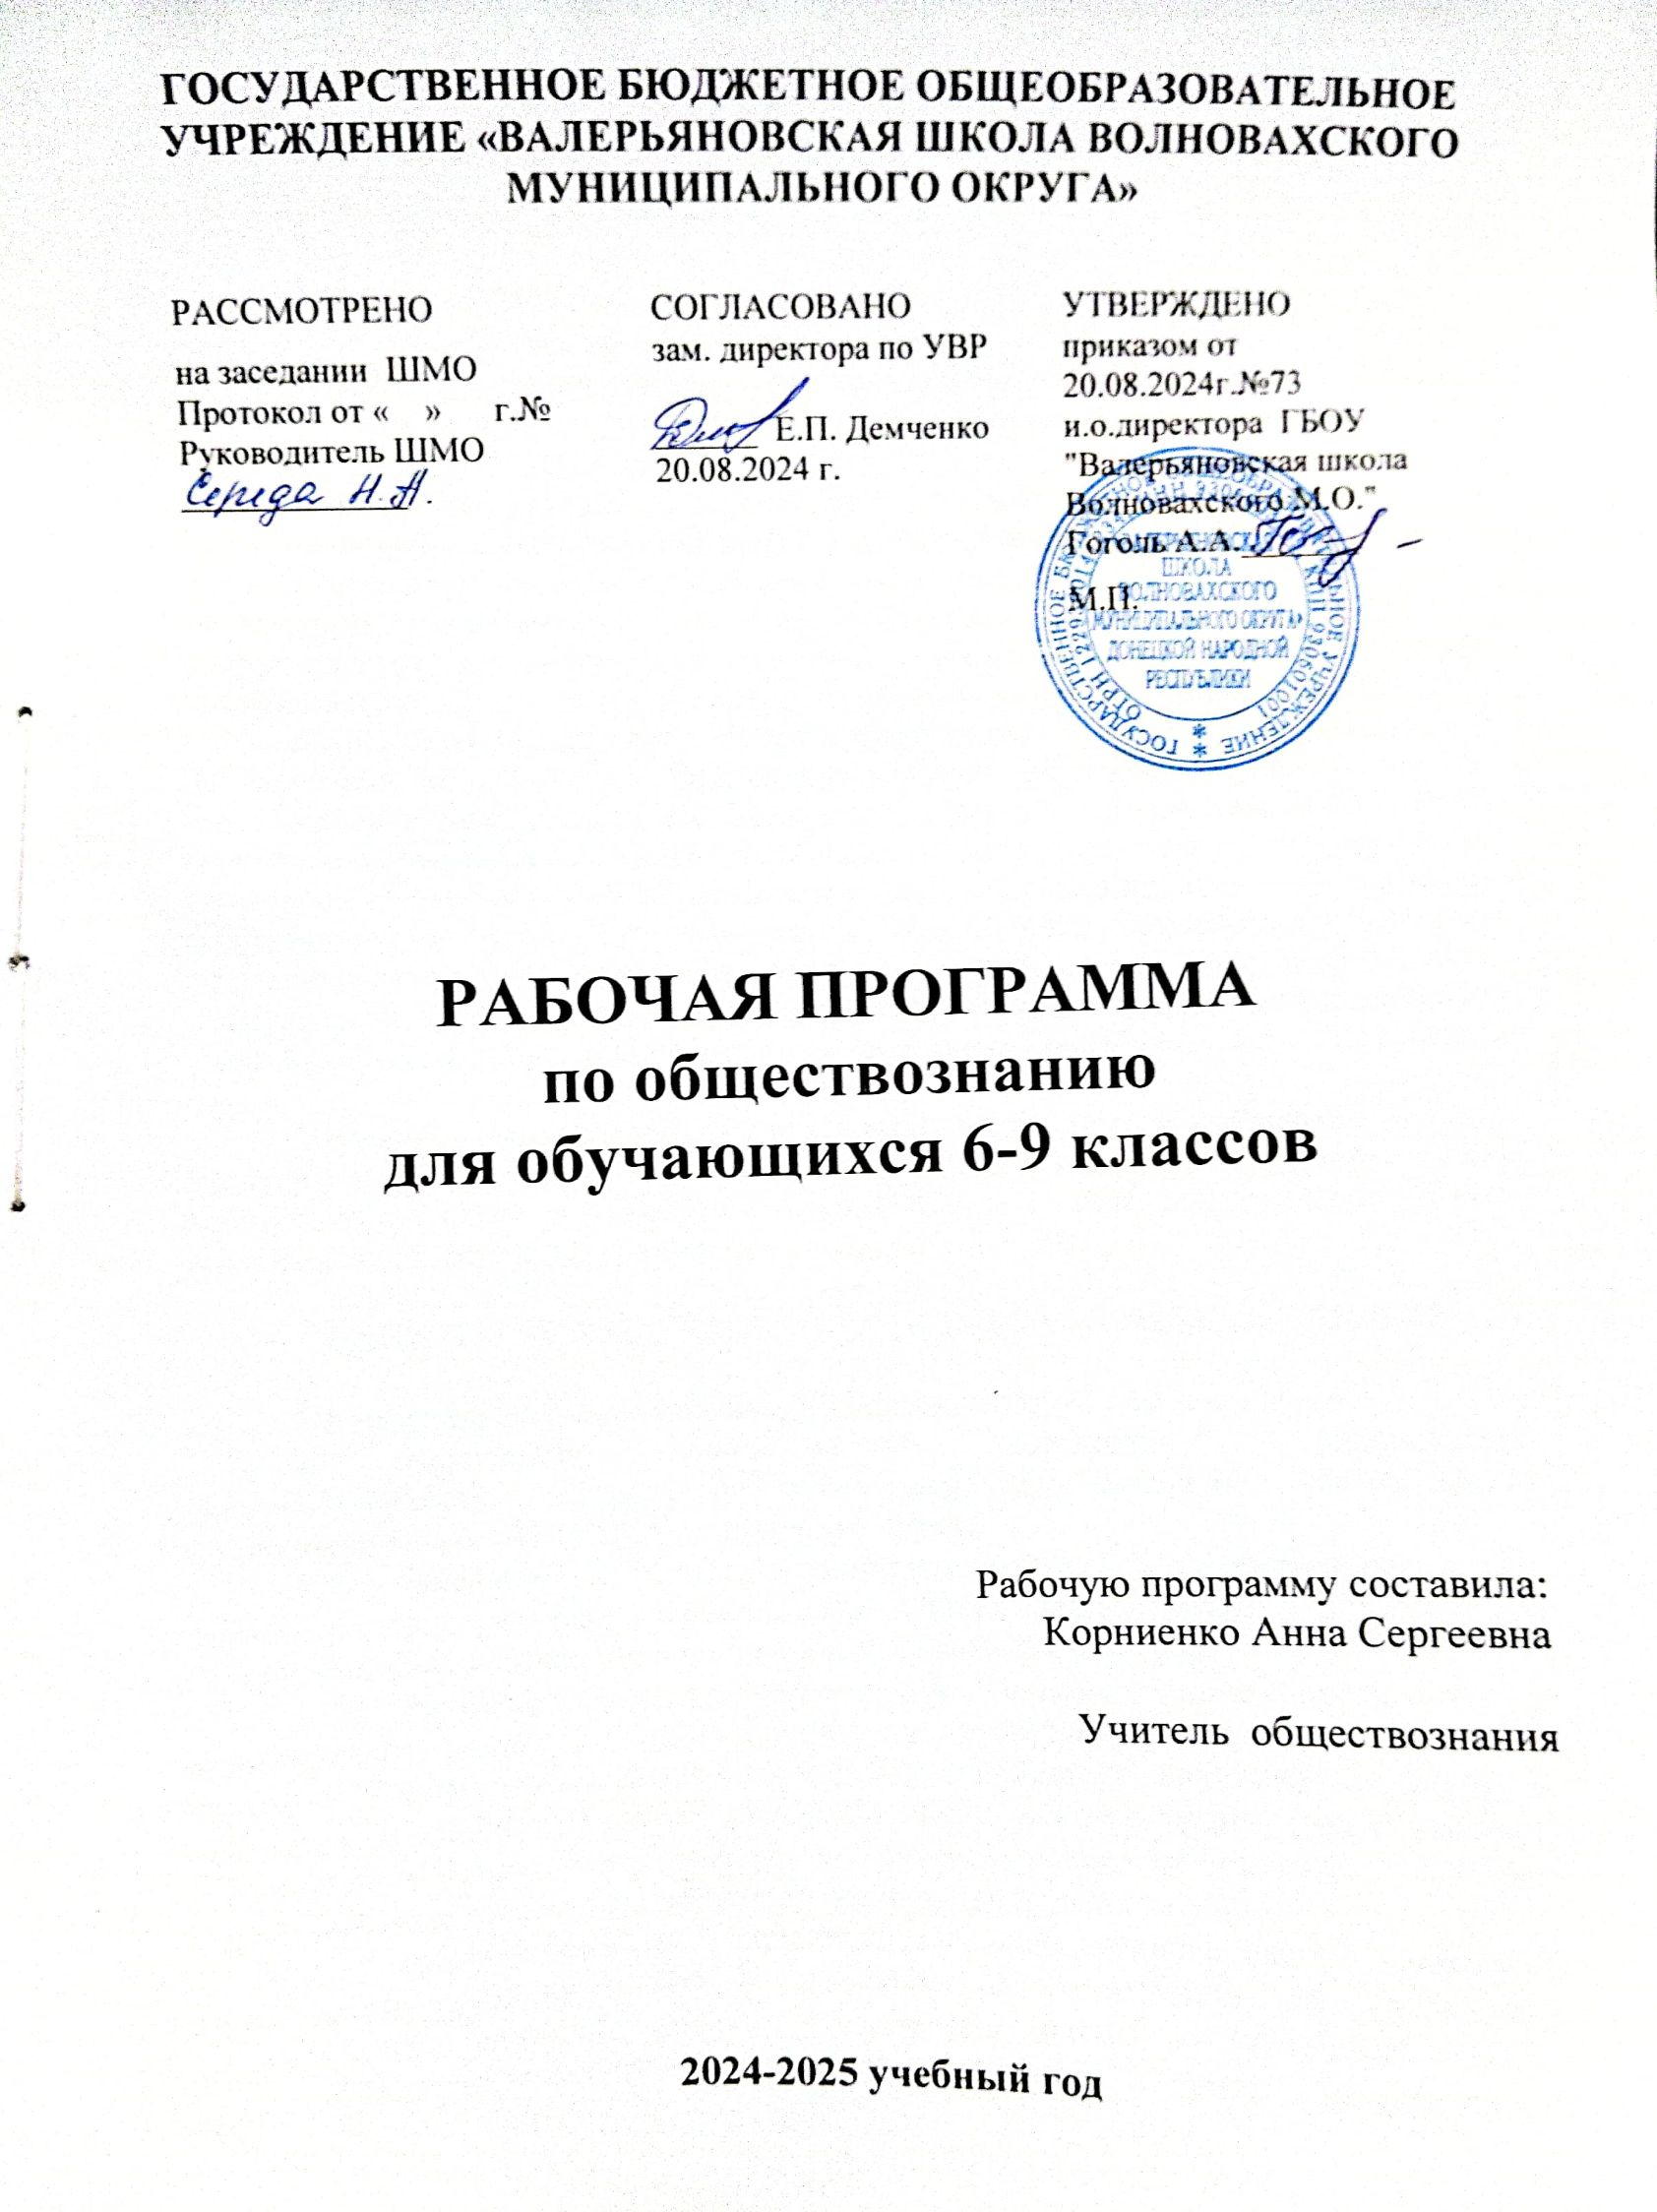 ГОСУДАРСТВЕННОЕ БЮДЖЕТНОЕ ОБЩЕОБРАЗОВАТЕЛЬНОЕ
УЧРЕЖДЕНИЕ «ВАЛЕРЬЯНОВСКАЯ ШКОЛА ВОЛНОВАХСКОГО
МУНИЦИПАЛЬНОГО ОКРУГА»
РАССМОТРЕНО
на заседании ШМО
Протокол от « » г.№
Руководитель ШМО
Середа Н.А.
СОГЛАСОВАНО
зам. директора по УВР
Е.П. Демченко
20.08.2024 г.
УТВЕРЖДЕНО
приказом от
20.08.2024г.№73
и.о.директора ГБОУ
"Валерьяновская школа
Волновахского М.О."
Гоголь А.А.
М.П.
ШКОЛА
ВОЛНОВАХСКОГО
МУНИЦИПАЛЬНОГО ОКРУГА»
ДОНЕЦКОЙ НАРОДНОЙ
РЕСПУБЛИКИ
РАБОЧАЯ ПРОГРАММА
по обществознанию
для обучающихся 6-9 классов
Рабочую программу составила:
Корниенко Анна Сергеевна
Учитель обществознания
2024-2025 учебный год